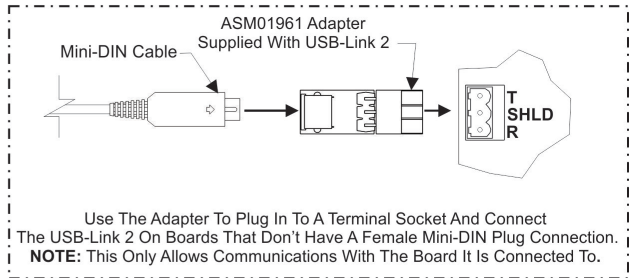 ASM01961 Adapter
Supplied With USB-Link 2
Mini-DIN Cable
T
SHLD
R
Use The Adapter To Plug In To A Terminal Socket And Connect
The USB-Link 2 On Boards That Don't Have A Female Mini-DIN Plug Connection.
NOTE: This Only Allows Communications With The Board It Is Connected To.